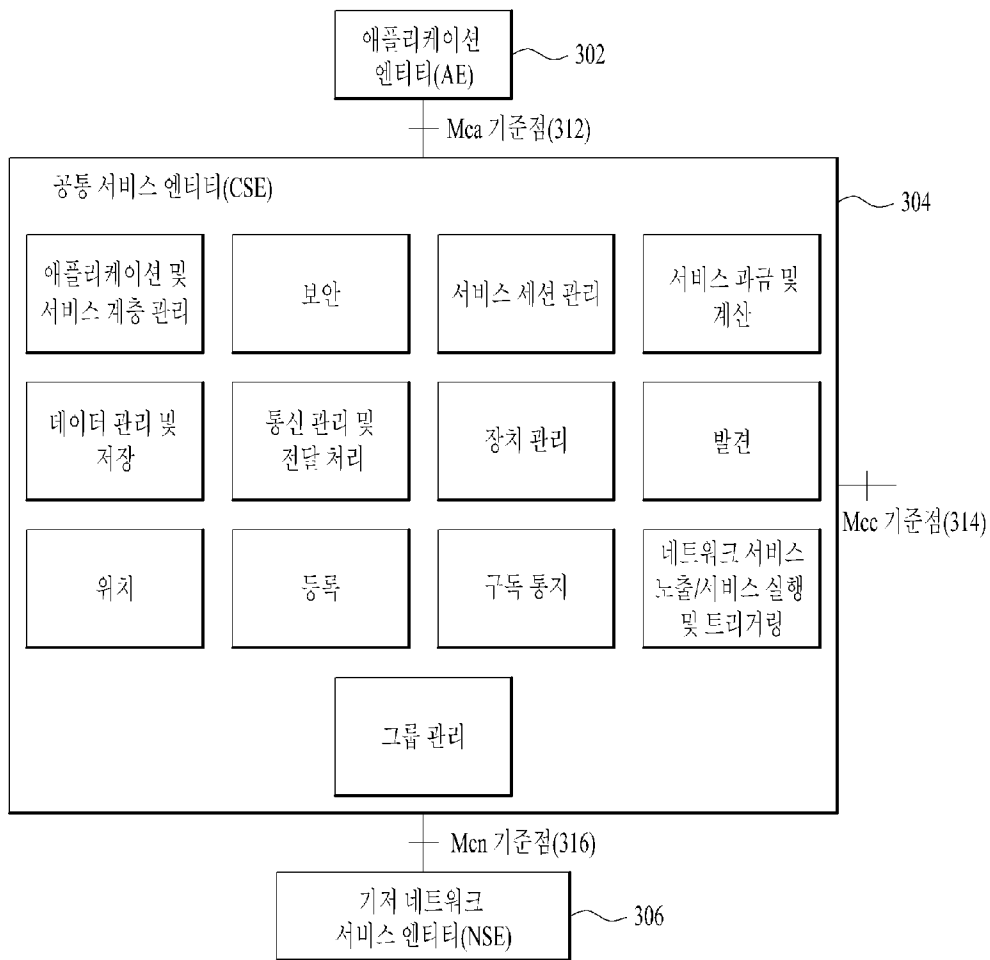 애플리케이션
엔티티(AE)
302
Mca 기준점(312)
공통 서비스 엔티티(CSE)
304
애플리케이션 및
서비스 계층 관리
보안
서비스 세션 관리
서비스 과금 및
계산
데이터 관리 및
저장
통신 관리 및
전달 처리
장치 관리
발견
Mcc 기준점(314)
위치
등록
구독 통지
네트워크 서비스
노출/서비스 실행
및 트리거링
그룹 관리
Mcn 기준점(316)
기저 네트워크
서비스 엔티티(NSE)
306